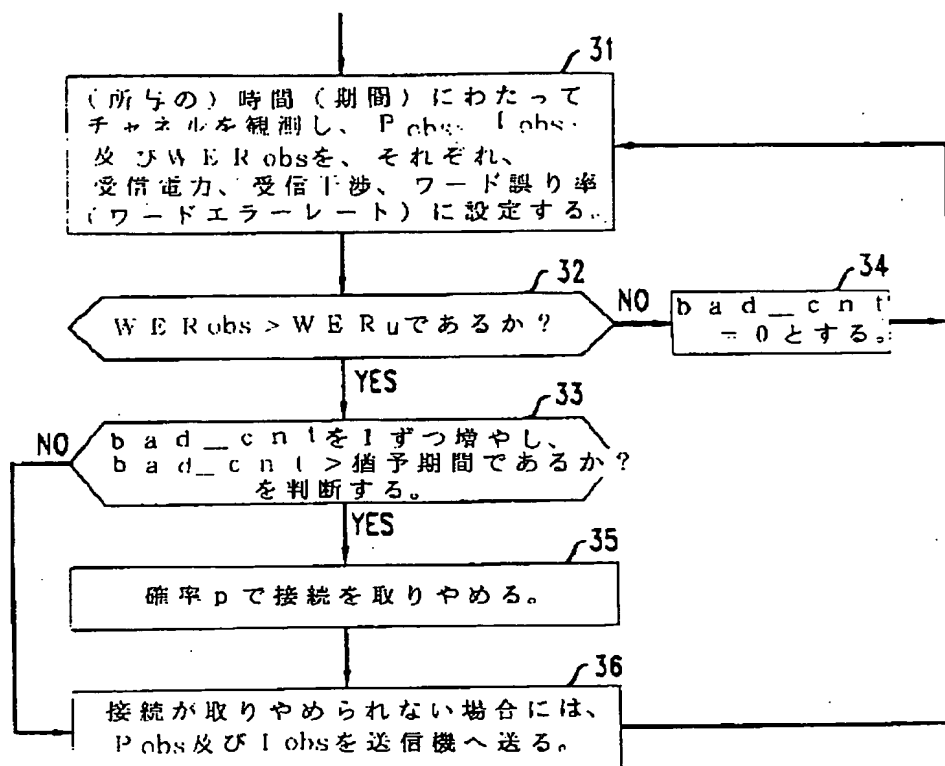 31
(所与の)時間(期間)にわたって
チャネルを観測し、Pobs、Iobs、
及びWERobsを、それぞれ、
受信電力、受信干渉、ワード誤り率
(ワードエラーレート)に設定する。
32
WERobs>WERuであるか?
NO
34
bad_cnt
=0とする。
YES
33
NO
bad_cntを1ずつ増やし、
bad_cnt>猶予期間であるか?
を判断する。
YES
35
確率pで接続を取りやめる。
36
接続が取りやめられない場合には、
Pobs及びIobsを送信機へ送る。